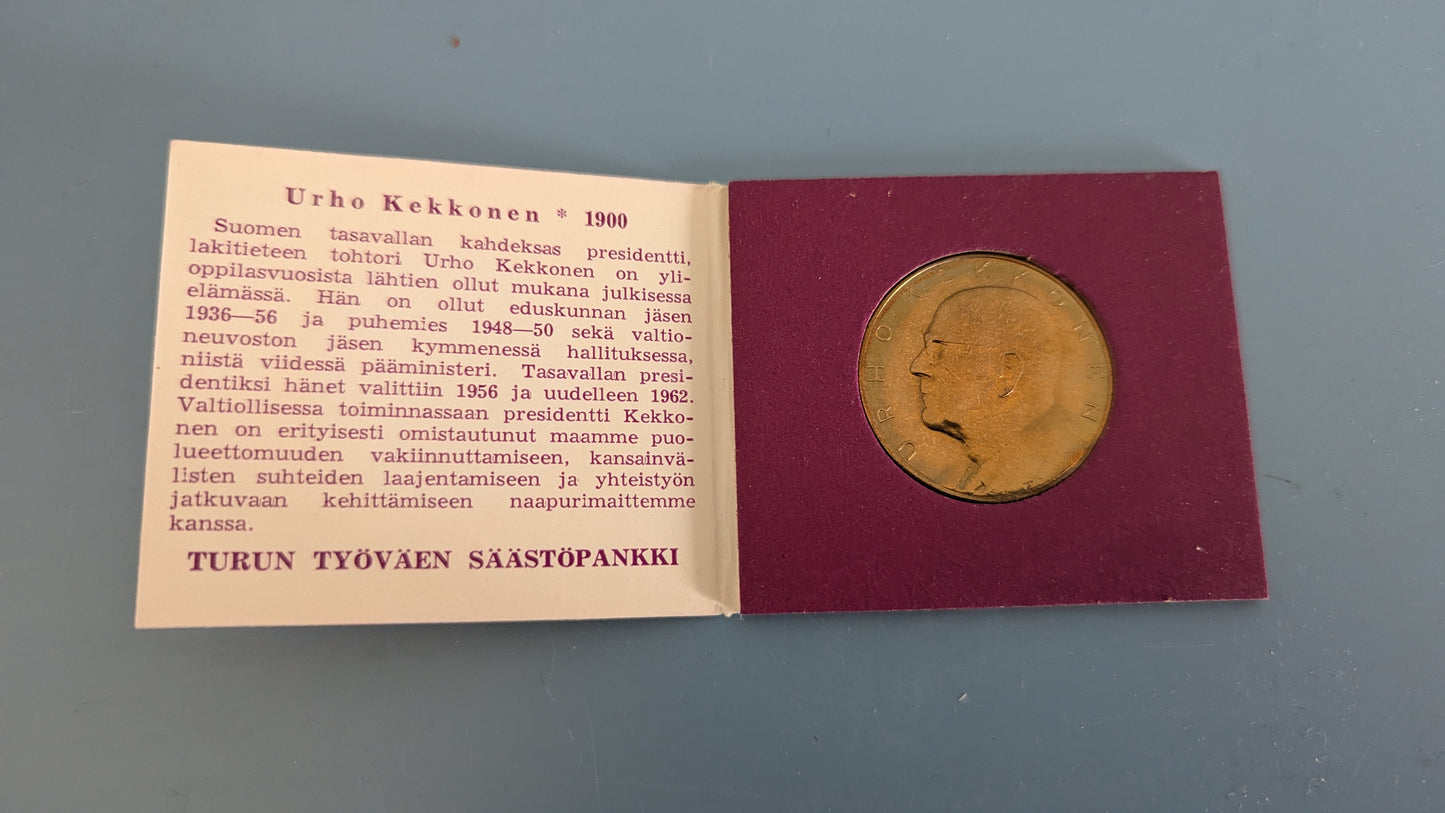 Urho Kekkonen * 1900
Suomen tasavallan kahdeksas presidentti,
lakitieteen tohtori Urho Kekkonen on yli-
oppilasvuosista lähtien ollut mukana julkisessa
elämässä. Hän on ollut eduskunnan jäsen
1936—56 ja puhemies 1948—50 sekä valtio-
neuvoston jäsen kymmenessä hallituksessa,
niistä viidessä pääministeri. Tasavallan presi-
dentiksi hänet valittiin 1956 ja uudelleen 1962.
Valtiollisessa toiminnassaan presidentti Kekko-
nen on erityisesti omistautunut maamme puo-
lueettomuuden vakiinnuttamiseen, kansainvä-
listen suhteiden laajentamiseen ja yhteistyön
jatkuvaan kehittämiseen naapurimaittemme
kanssa.
TURUN TYÖVÄEN SÄÄSTÖPANKKI
URHO KEKKONEN